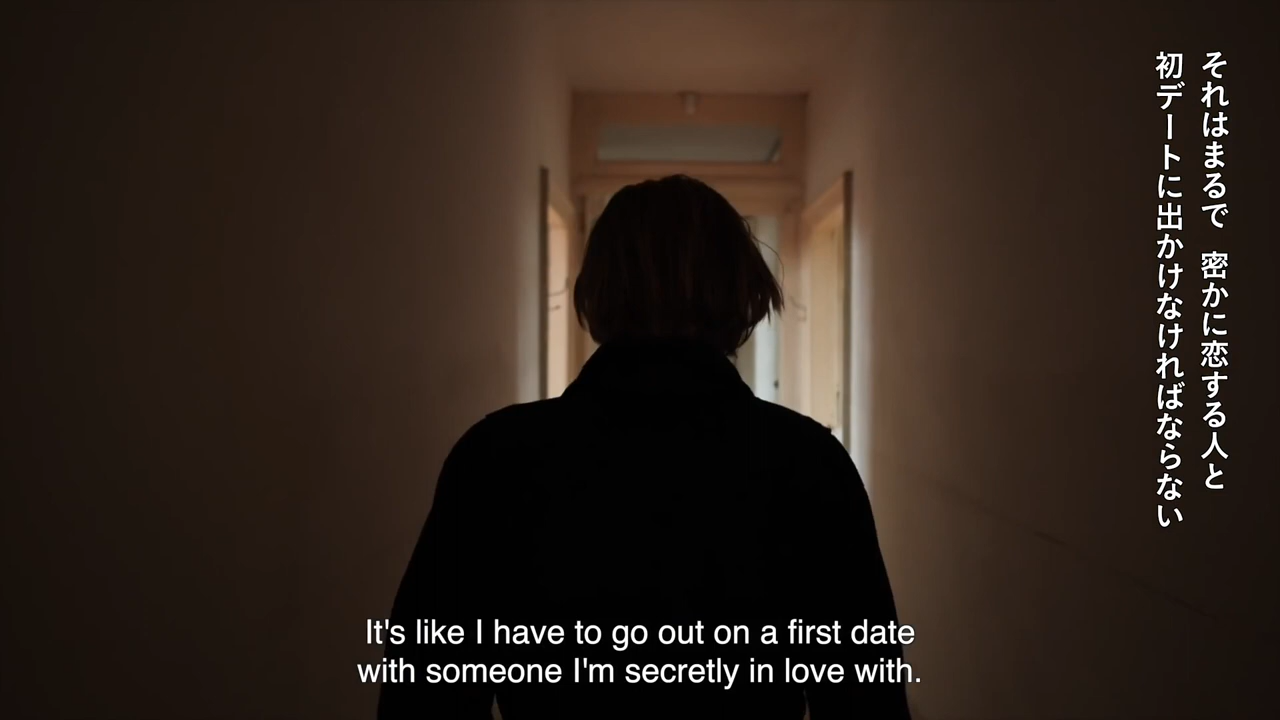 それはまるで 密かに恋する人と
初デートに出かけなければならない
It's like I have to go out on a first date
with someone I'm secretly in love with.